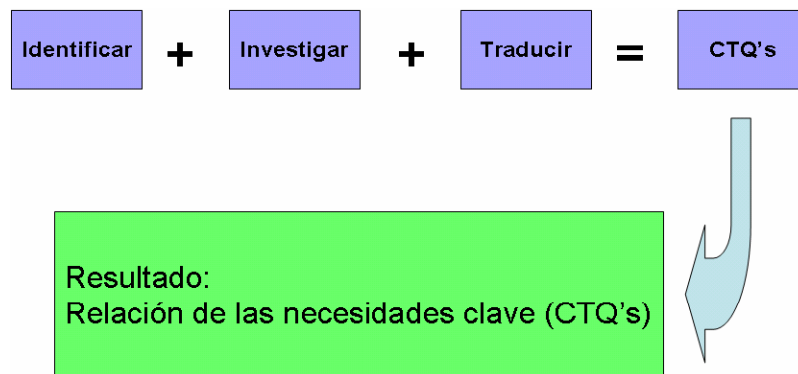 Identificar + Investigar + Traducir = CTQ's
Resultado:
Relación de las necesidades clave (CTQ's)